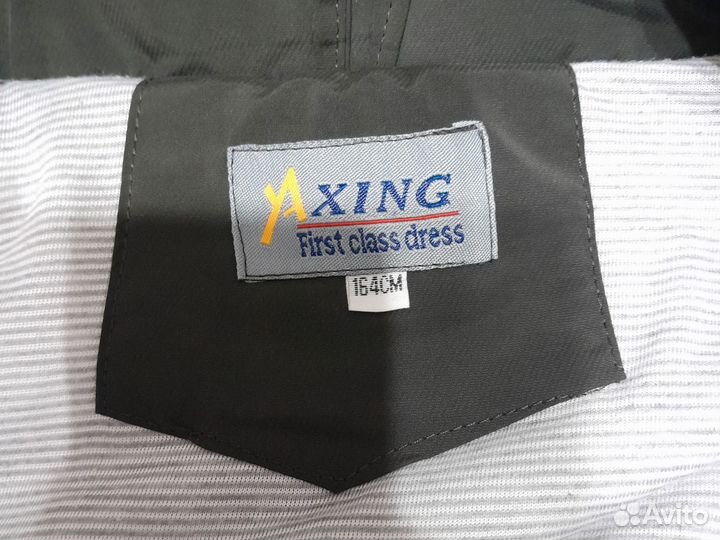 YAXING
First class dress
164CM
Avito